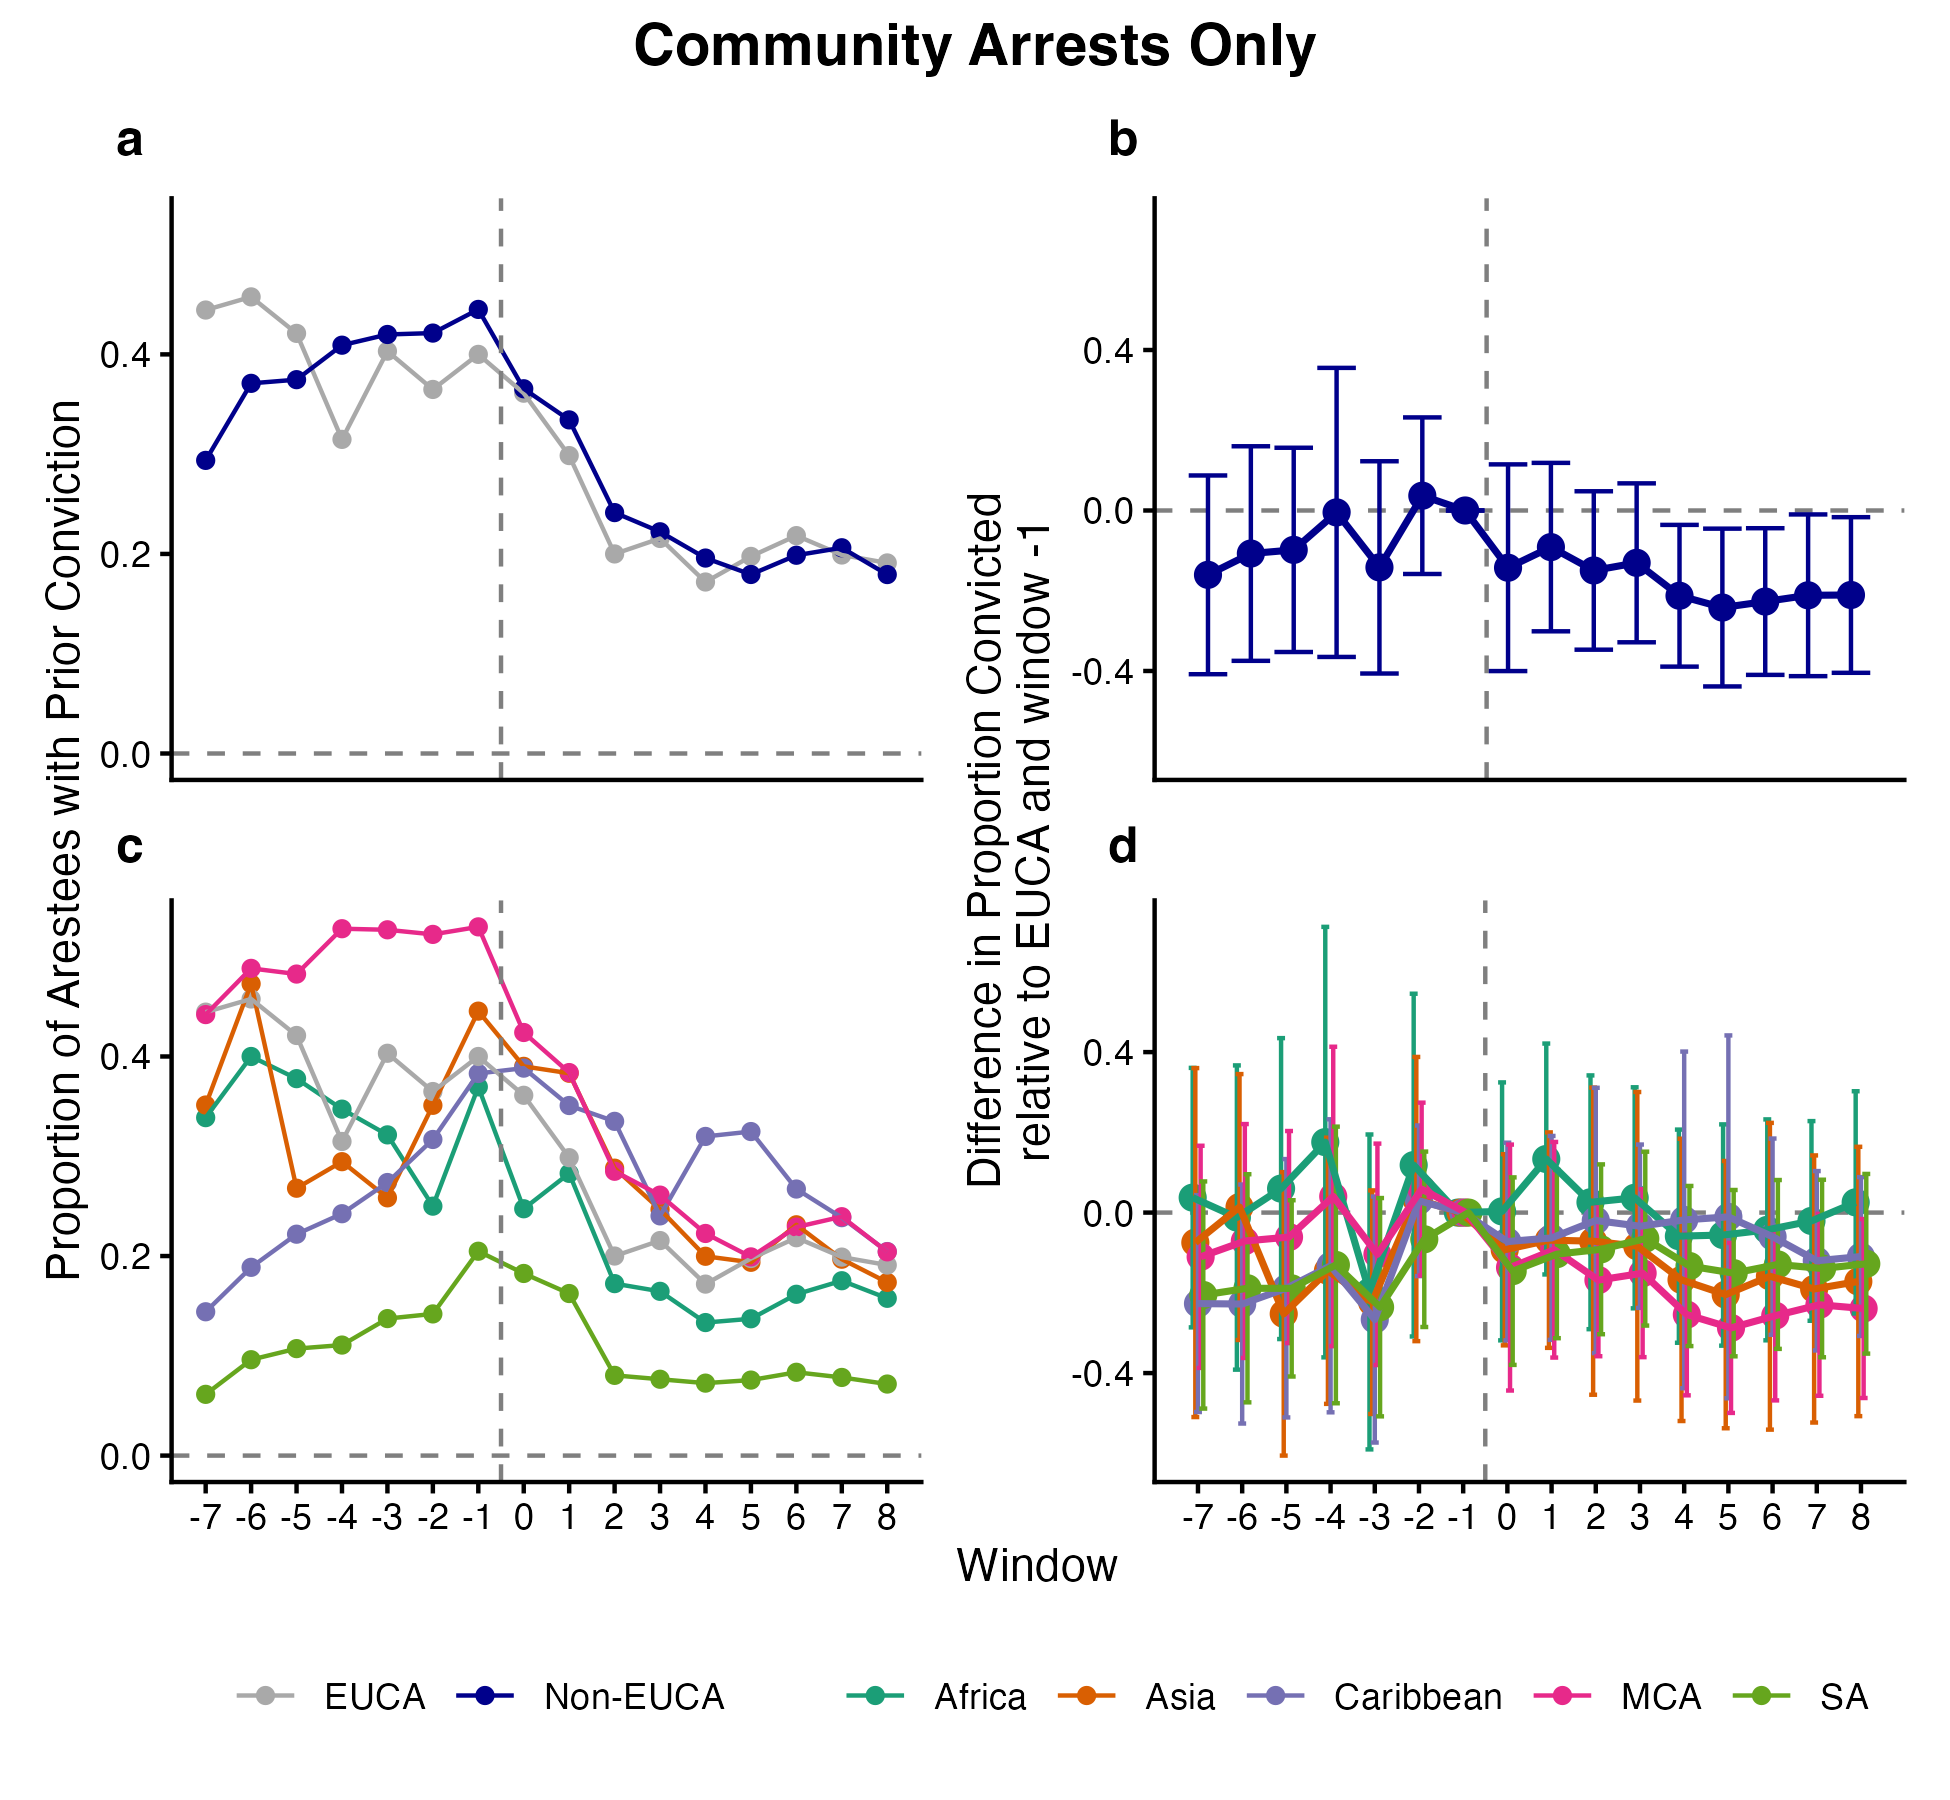 Community Arrests Only
a
b
Proportion of Arestees with Prior Conviction
0.4
0.2
0.0
Difference in Proportion Convicted
relative to EUCA and window -1
0.4
0.0
-0.4
c
d
0.4
0.2
0.0
-7 -6 -5 -4 -3 -2 -1 0 1 2 3 4 5 6 7 8
0.4
0.0
-0.4
-7 -6 -5 -4 -3 -2 -1 0 1 2 3 4 5 6 7 8
Window
EUCA Non-EUCA Africa Asia Caribbean MCA SA